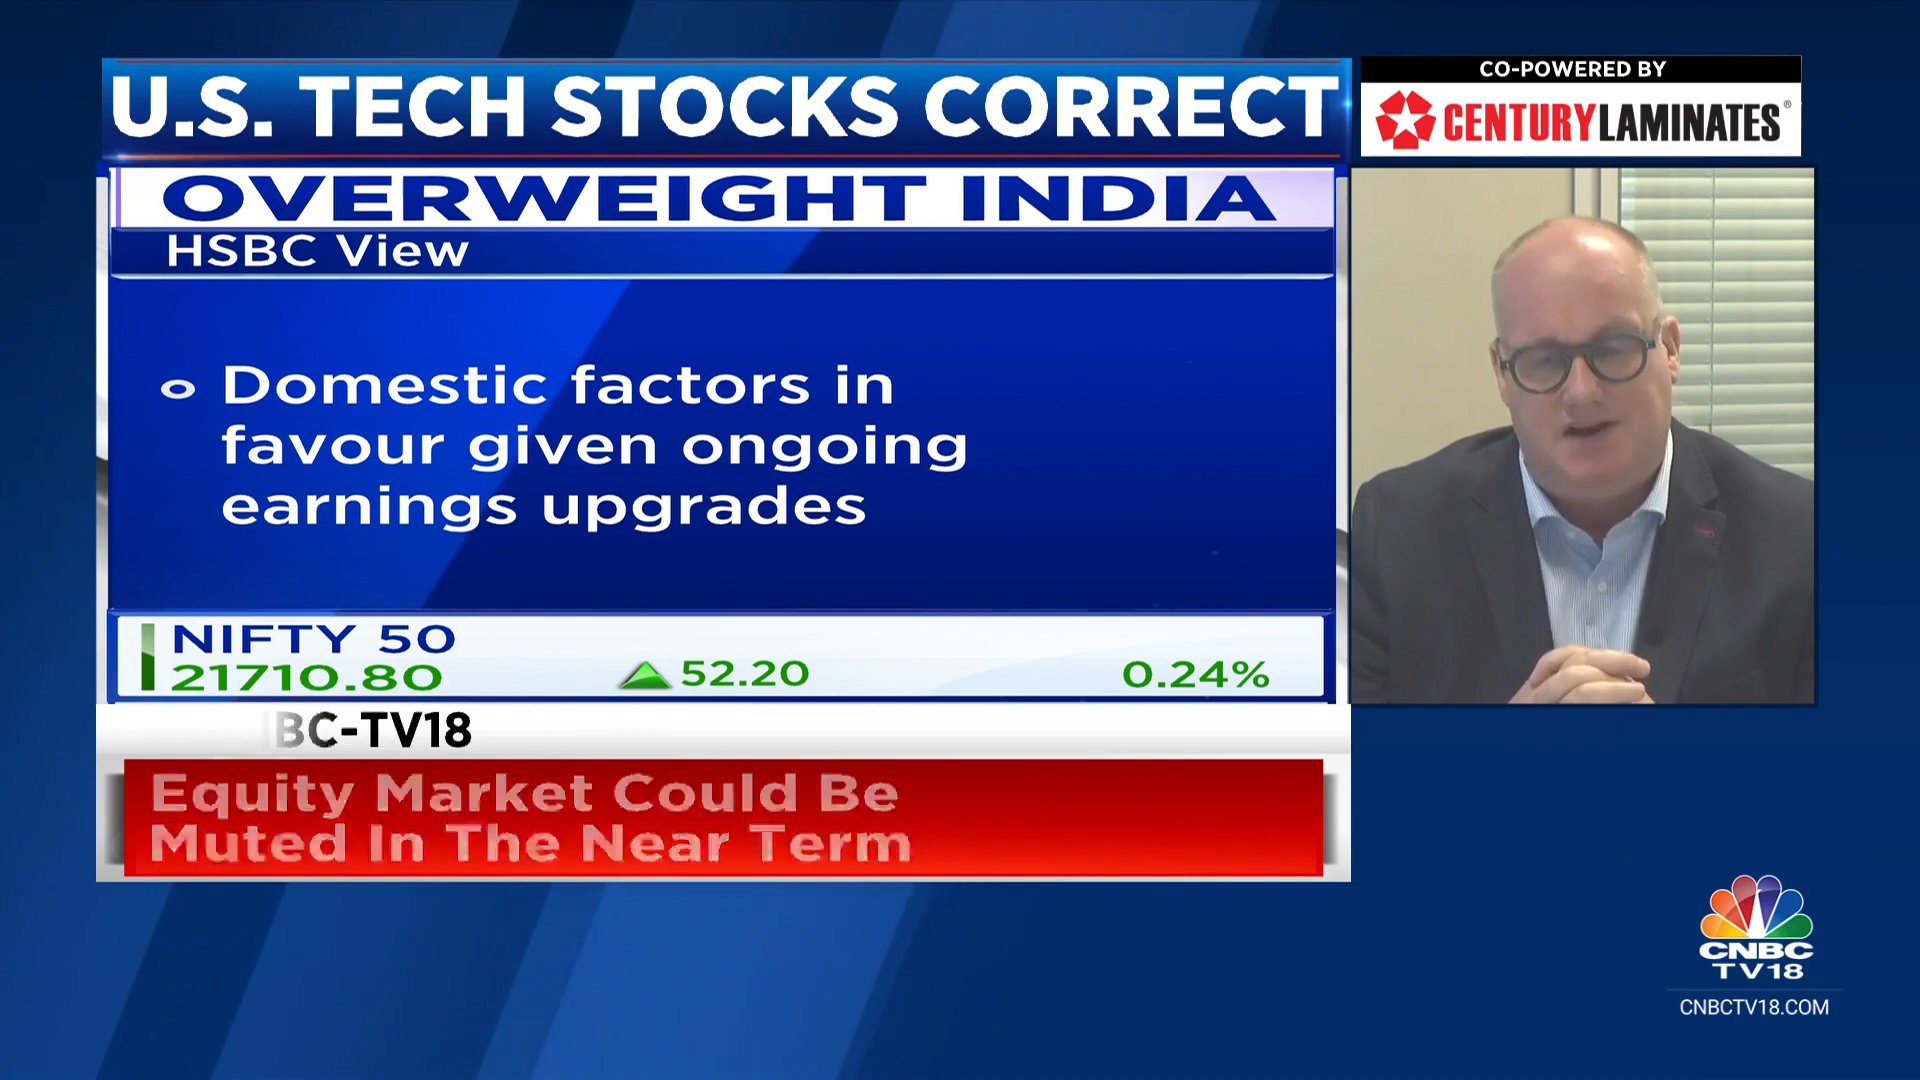 U.S. TECH STOCKS CORRECT
CO-POWERED BY
CENTURYLAMINATES®
OVERWEIGHT INDIA
HSBC View
Domestic factors in
favour given ongoing
earnings upgrades
NIFTY 50
21710.80 52.20 0.24%
BC-TV18
Equity Market Could Be
Muted In The Near Term
CNBC
TV18
CNBCTV18.COM